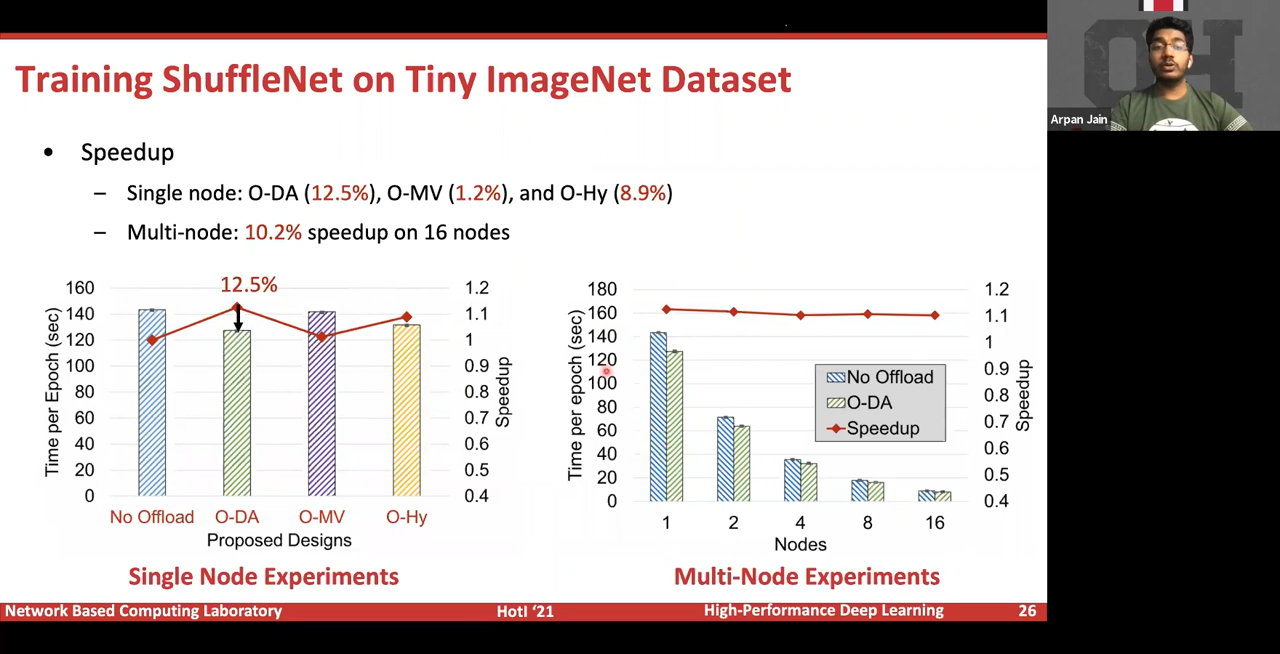 Training ShuffleNet on Tiny ImageNet Dataset
Arpan Jain
• Speedup
– Single node: O-DA (12.5%), O-MV (1.2%), and O-Hy (8.9%)
– Multi-node: 10.2% speedup on 16 nodes
12.5%
160
140
120
100
80
60
40
20
0
Time per Epoch (sec)
1.2
1.1
1
0.9
0.8
0.7
0.6
0.5
0.4
Speedup
No Offload O-DA O-MV O-Hy
Proposed Designs
Single Node Experiments
180
160
140
120
100
80
60
40
20
0
Time per epoch (sec)
1.2
1.1
1
0.9
0.8
0.7
0.6
0.5
0.4
Speedup
No Offload
O-DA
Speedup
1 2 4 8 16
Nodes
Multi-Node Experiments
Network Based Computing Laboratory HotI ‘21 High-Performance Deep Learning 26